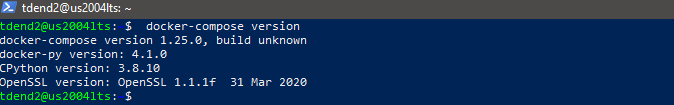 tdend2@us2004lts: ~
tdend2@us2004lts: $  docker-compose version
docker-compose version 1.25.0, build unknown
docker-py version: 4.1.0
CPython version: 3.8.10
OpenSSL version: OpenSSL 1.1.1f  31 Mar 2020
tdend2@us2004lts: $